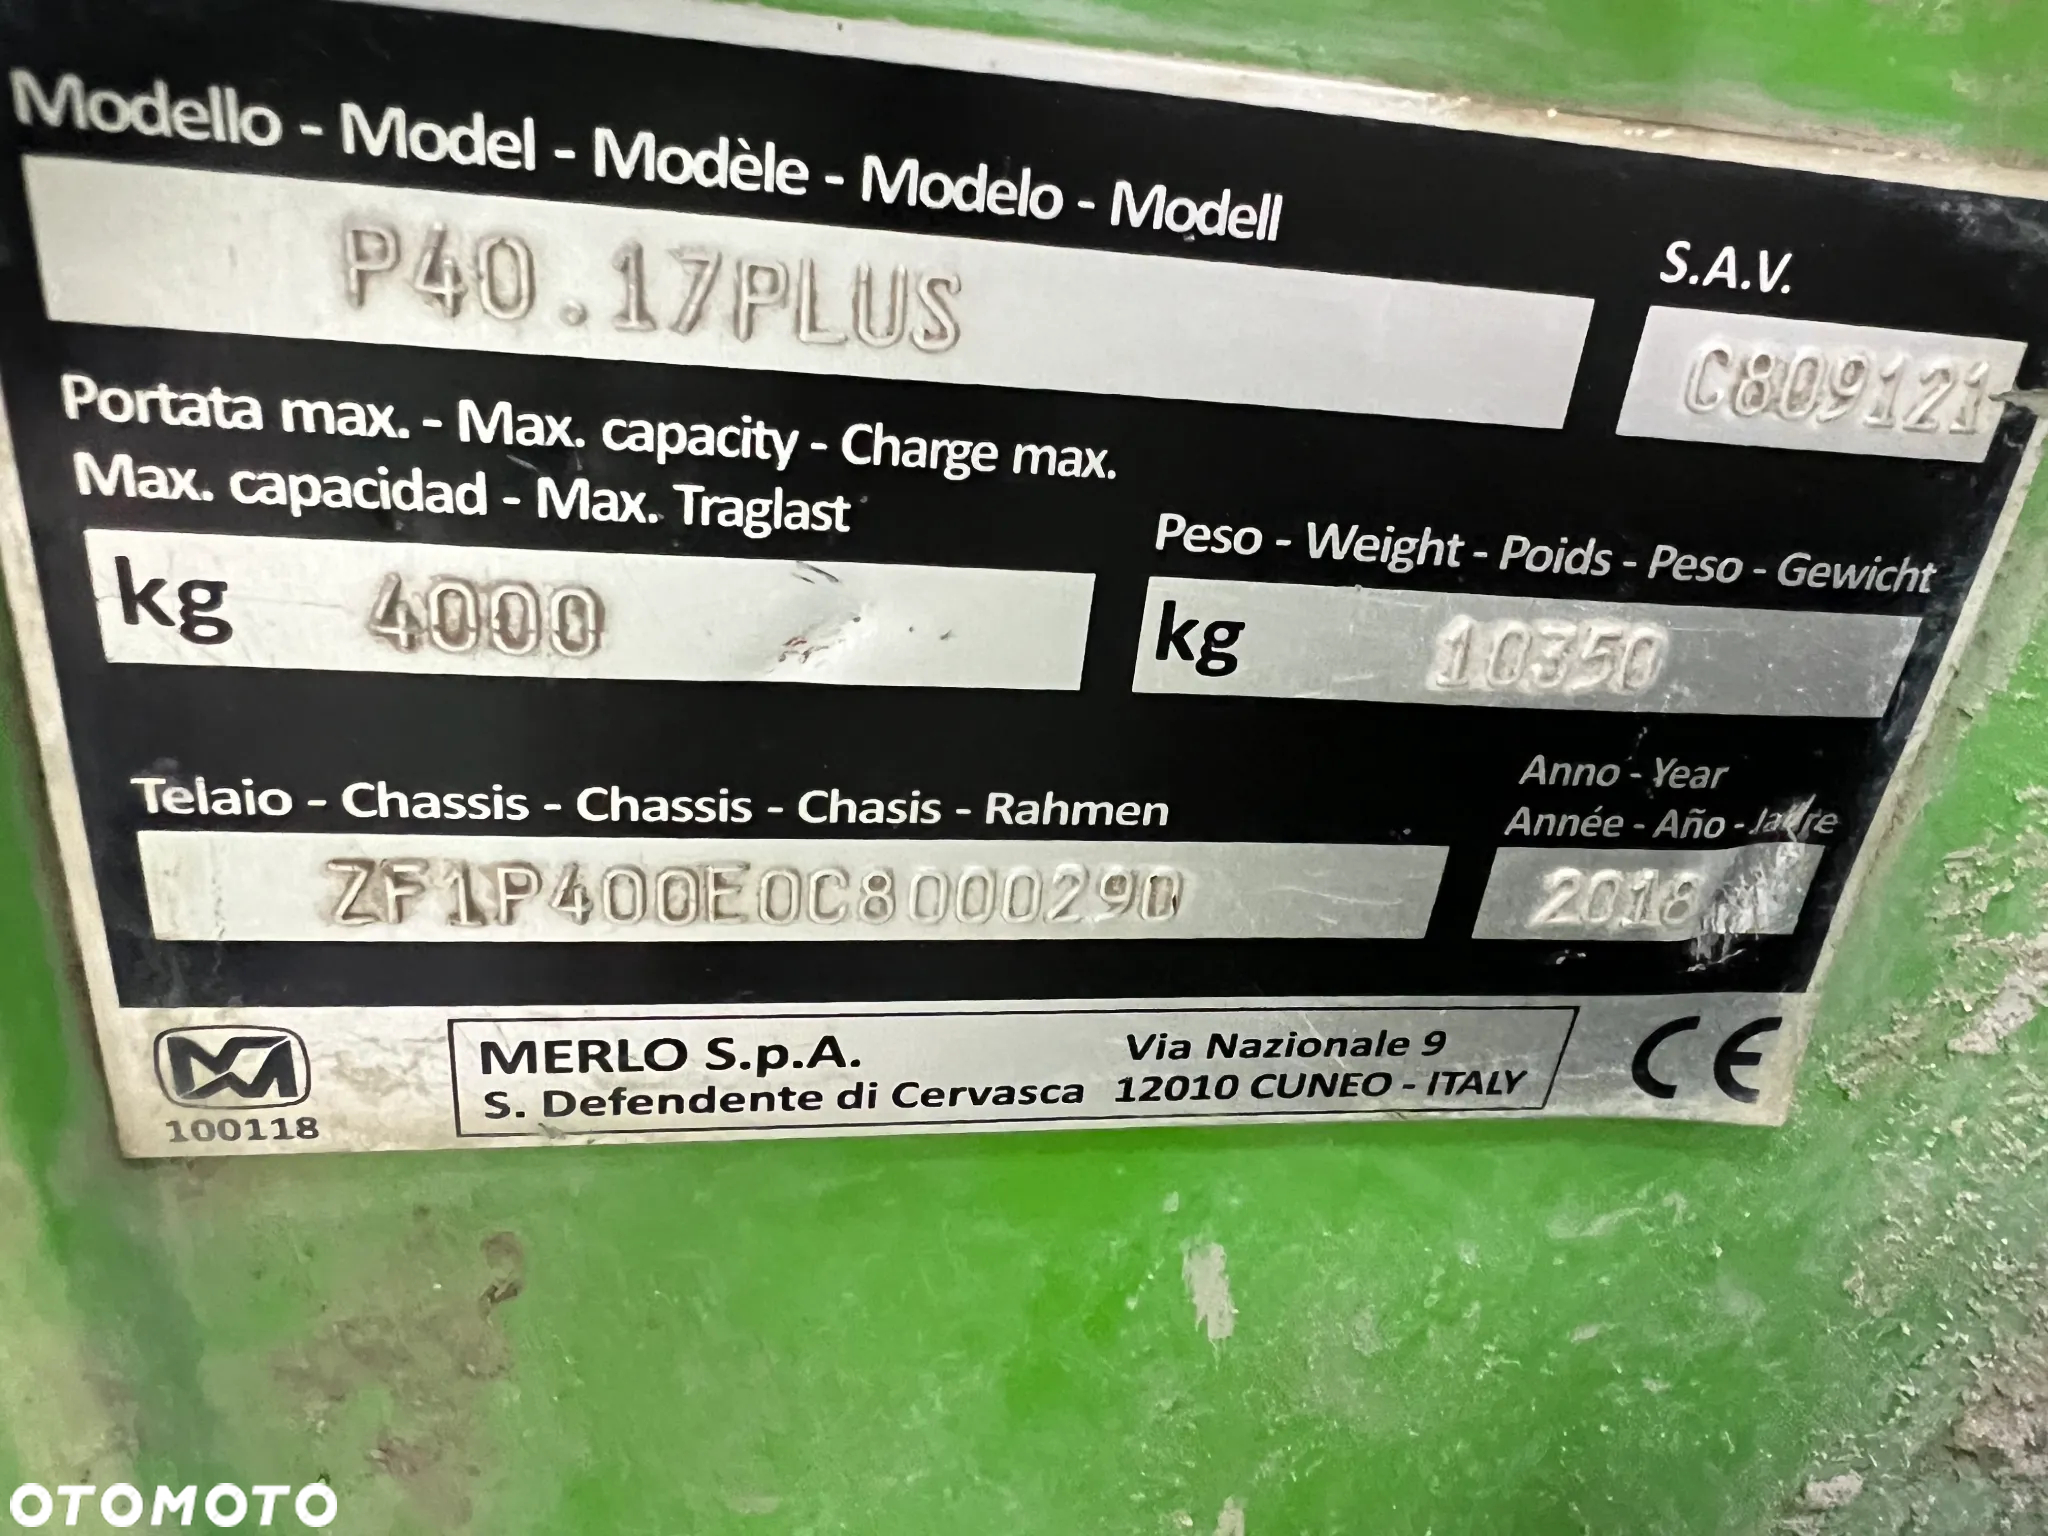 Modello - Model - Modèle - Modelo - Modell
P40.17PLUS
S.A.V.
C809121
Portata max. - Max. capacity - Charge max.
Max. capacidad - Max. Traglast
kg 4000
Peso - Weight - Poids - Peso - Gewicht
kg 10350
Telaio - Chassis - Chassis - Chasis - Rahmen
ZF1P400E0C8000290
Anno - Year
Année - Año - Jahre
2018
100118
MERLO S.p.A.
S. Defendente di Cervasca
Via Nazionale 9
12010 CUNEO - ITALY
CE
OTOMOTO